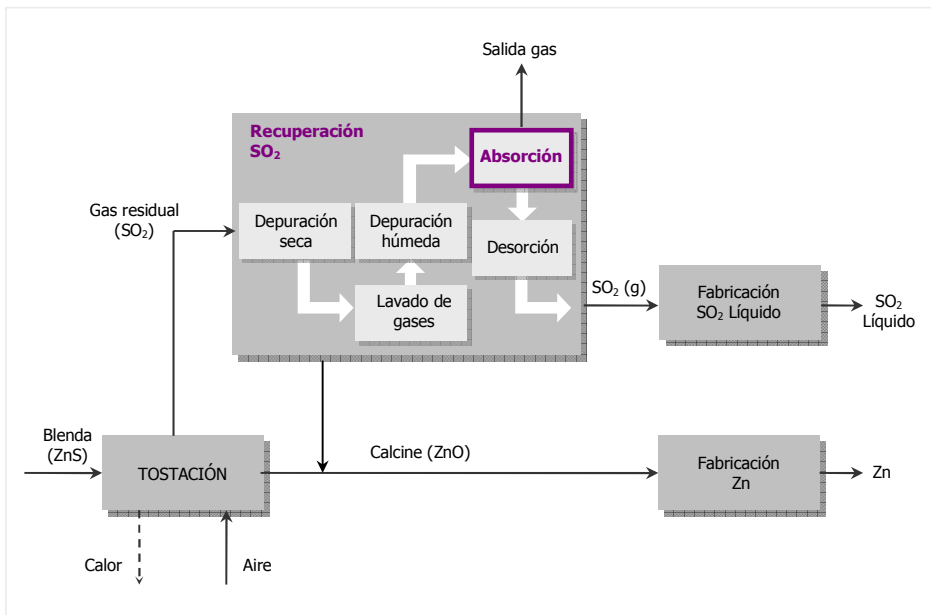 Salida gas
Recuperación
SO₂
Absorción
Gas residual
(SO₂)
Depuración
seca
Depuración
húmeda
Desorción
Lavado de
gases
SO₂ (g)
Fabricación
SO₂ Líquido
SO₂
Líquido
Blenda
(ZnS)
TOSTACIÓN
Calcine (ZnO)
Fabricación
Zn
Zn
Calor
Aire